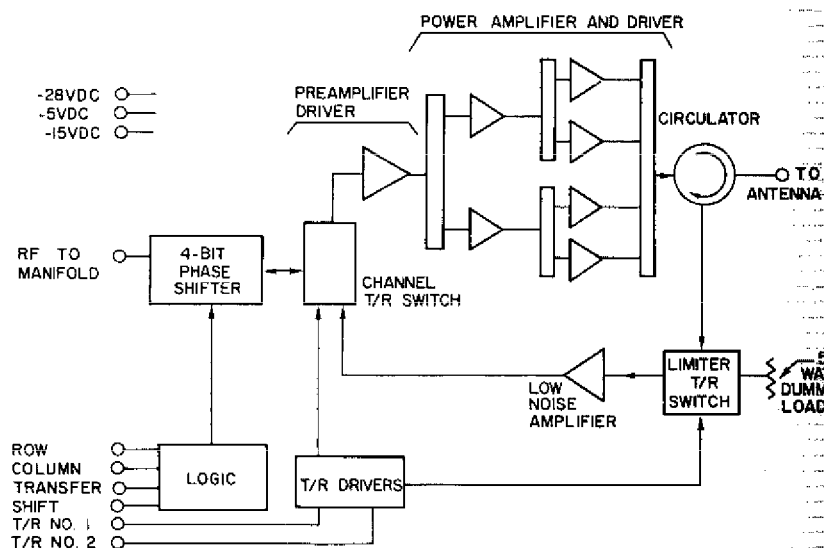 POWER AMPLIFIER AND DRIVER
-28VDC
+5VDC
-15VDC
PREAMPLIFIER
DRIVER
CIRCULATOR
TO
ANTENNA
RF TO
MANIFOLD
4-BIT
PHASE
SHIFTER
CHANNEL
T/R SWITCH
LOW
NOISE
AMPLIFIER
LIMITER
T/R
SWITCH
LOAD
ROW
COLUMN
TRANSFER
SHIFT
T/R NO. 1
T/R NO. 2
LOGIC
T/R DRIVERS